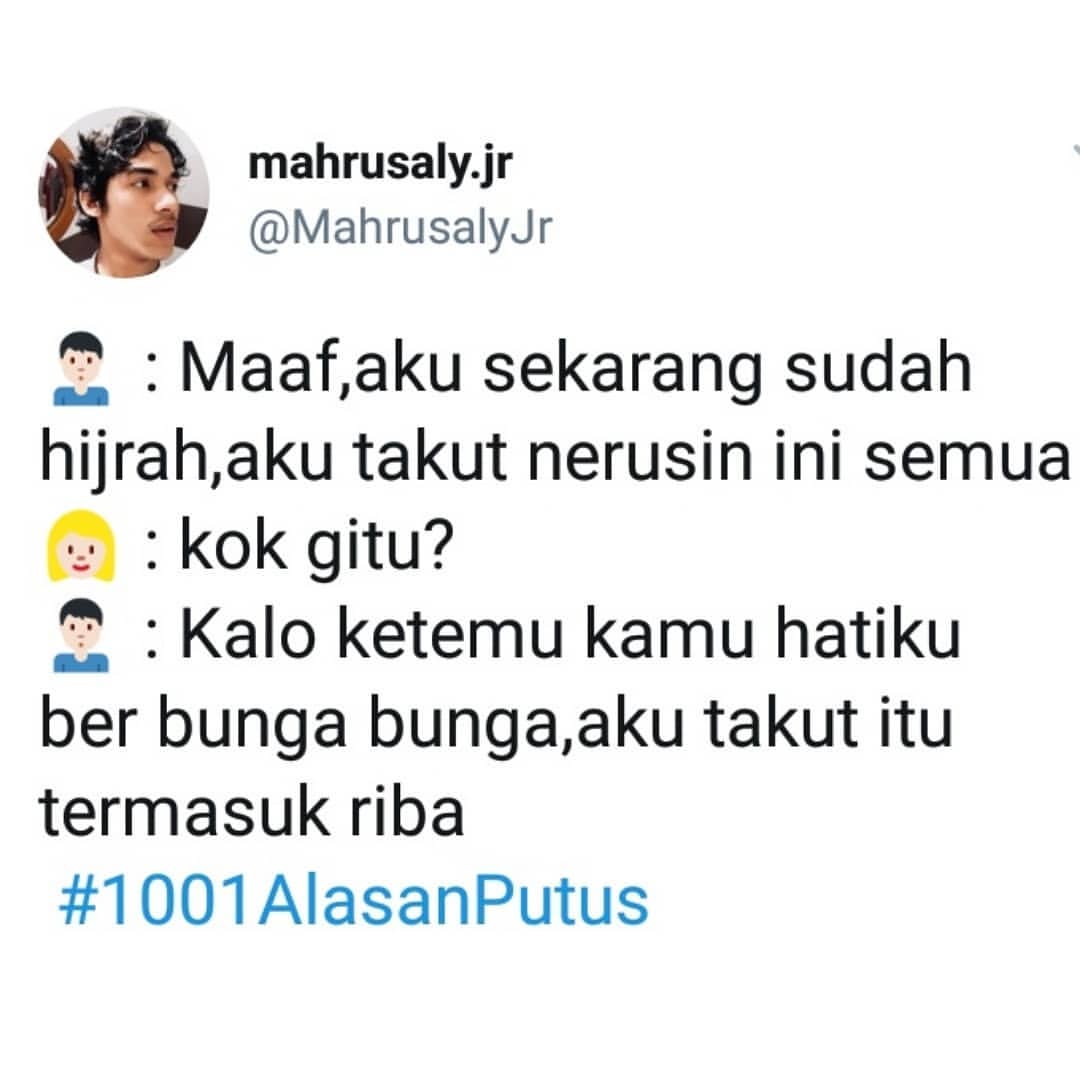 mahrusaly.jr
@MahrusalyJr
: Maaf,aku sekarang sudah
hijrah,aku takut nerusin ini semua
: kok gitu?
: Kalo ketemu kamu hatiku
ber bunga bunga,aku takut itu
termasuk riba
#1001AlasanPutus